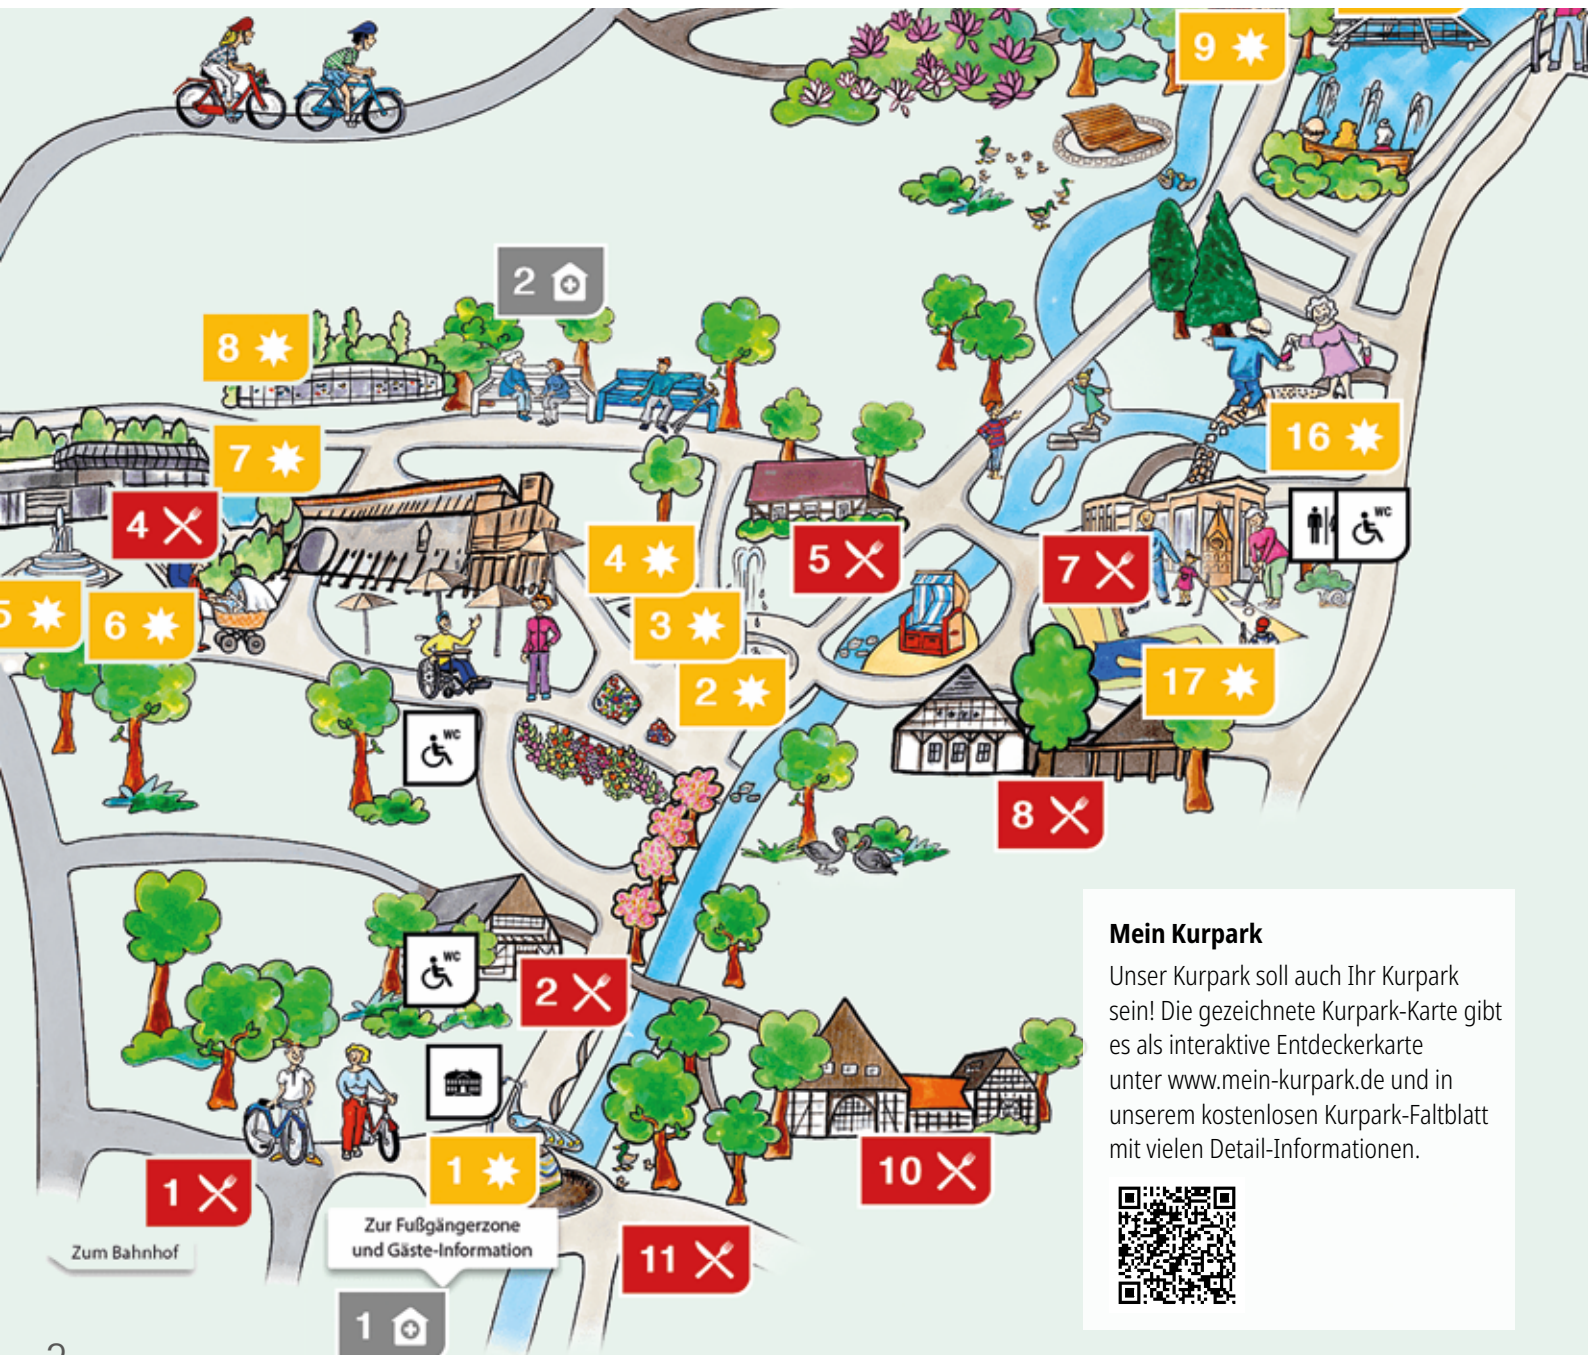 9
2
8
7
16
4
WC
4
5
7
5
6
3
2
17
WC
8
WC
2
Mein Kurpark
Unser Kurpark soll auch Ihr Kurpark
sein! Die gezeichnete Kurpark-Karte gibt
es als interaktive Entdeckerkarte
unter www.mein-kurpark.de und in
unserem kostenlosen Kurpark-Faltblatt
mit vielen Detail-Informationen.
1
1
10
Zur Fußgängerzone
und Gäste-Information
Zum Bahnhof
11
1